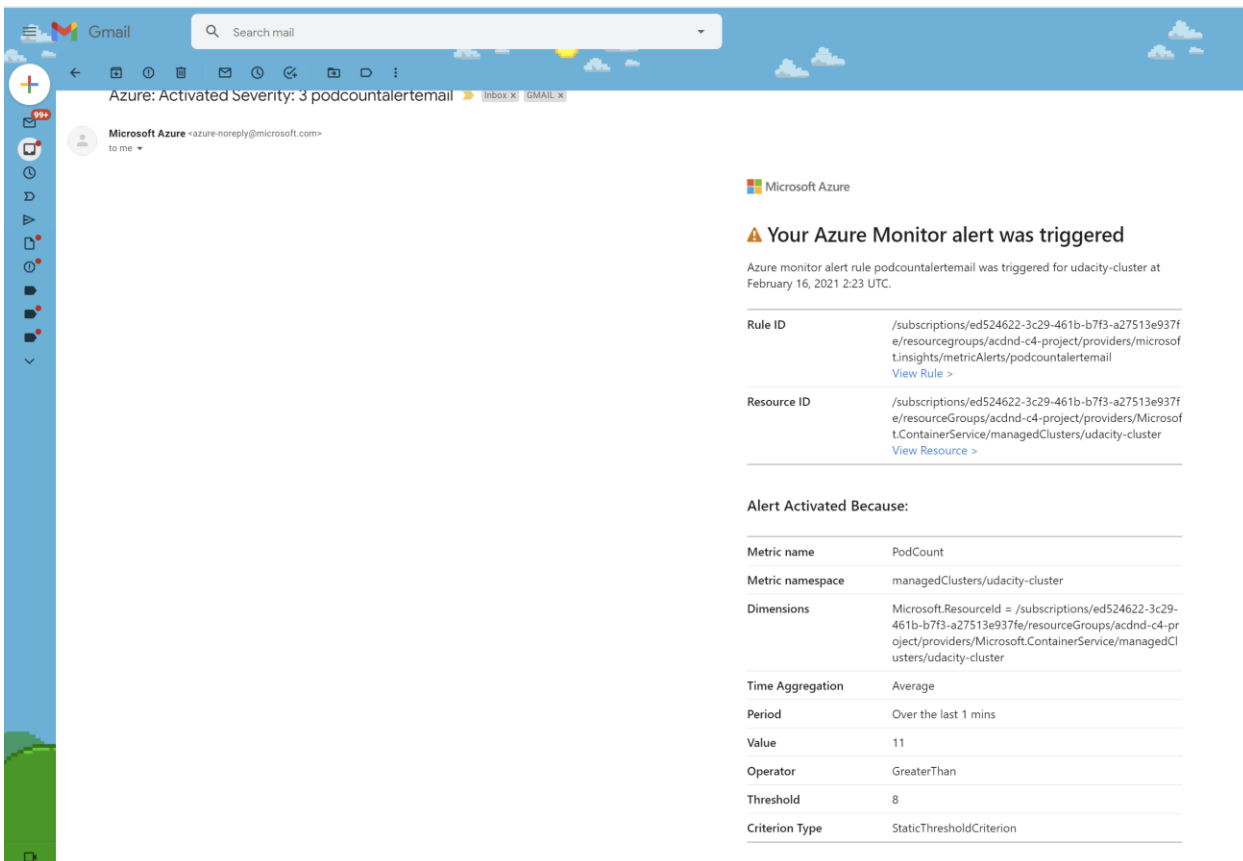 Gmail
Search mail
Azure: Activated Severity: 3 podcountalertemail
Inbox x
GMAIL x
99+
Microsoft Azure <azure-noreply@microsoft.com>
to me
Microsoft Azure
Your Azure Monitor alert was triggered
Azure monitor alert rule podcountalertemail was triggered for udacity-cluster at
February 16, 2021 2:23 UTC.
Rule ID
/subscriptions/ed524622-3c29-461b-b7f3-a27513e937f
e/resourcegroups/acdnd-c4-project/providers/microsof
t.insights/metricAlerts/podcountalertemail
View Rule >
Resource ID
/subscriptions/ed524622-3c29-461b-b7f3-a27513e937f
e/resourceGroups/acdnd-c4-project/providers/Microsof
t.ContainerService/managedClusters/udacity-cluster
View Resource >
Alert Activated Because:
Metric name PodCount
Metric namespace managedClusters/udacity-cluster
Dimensions Microsoft.ResourceId = /subscriptions/ed524622-3c29-
461b-b7f3-a27513e937fe/resourceGroups/acdnd-c4-pr
oject/providers/Microsoft.ContainerService/managedCl
usters/udacity-cluster
Time Aggregation Average
Period Over the last 1 mins
Value 11
Operator GreaterThan
Threshold 8
Criterion Type StaticThresholdCriterion